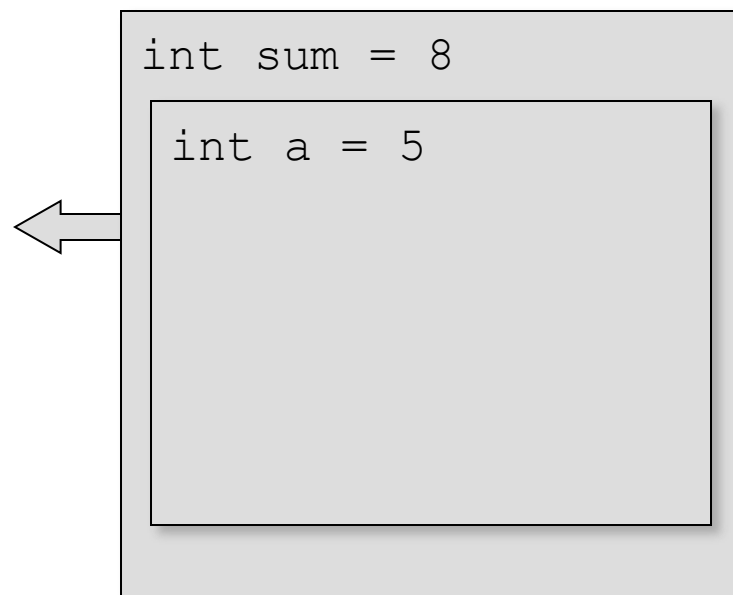 int sum = 8
int a = 5